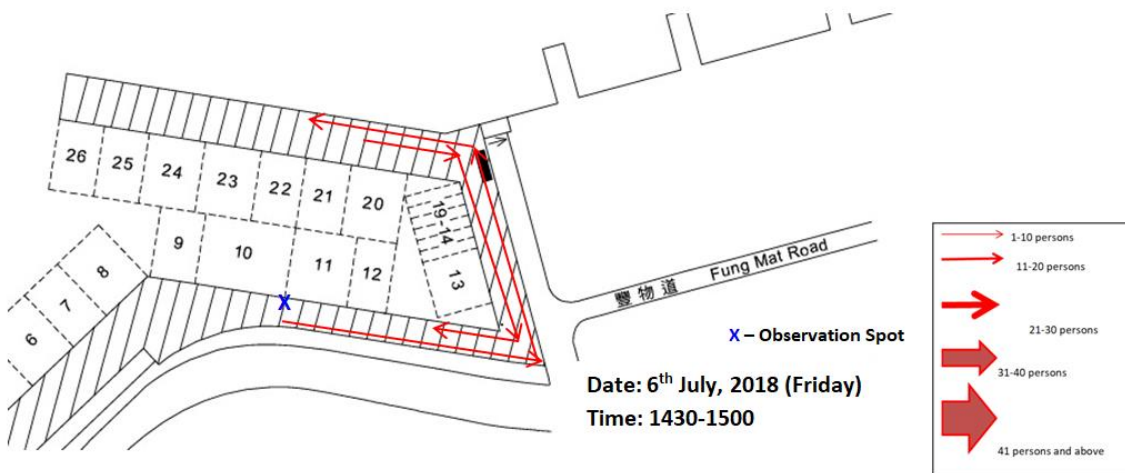 26
25
24
23
22
21
20
19-14
13
9
10
11
12
8
7
6
豐物道 Fung Mat Road
X
X – Observation Spot
Date: 6th July, 2018 (Friday)
Time: 1430-1500
1-10 persons
11-20 persons
21-30 persons
31-40 persons
41 persons and above